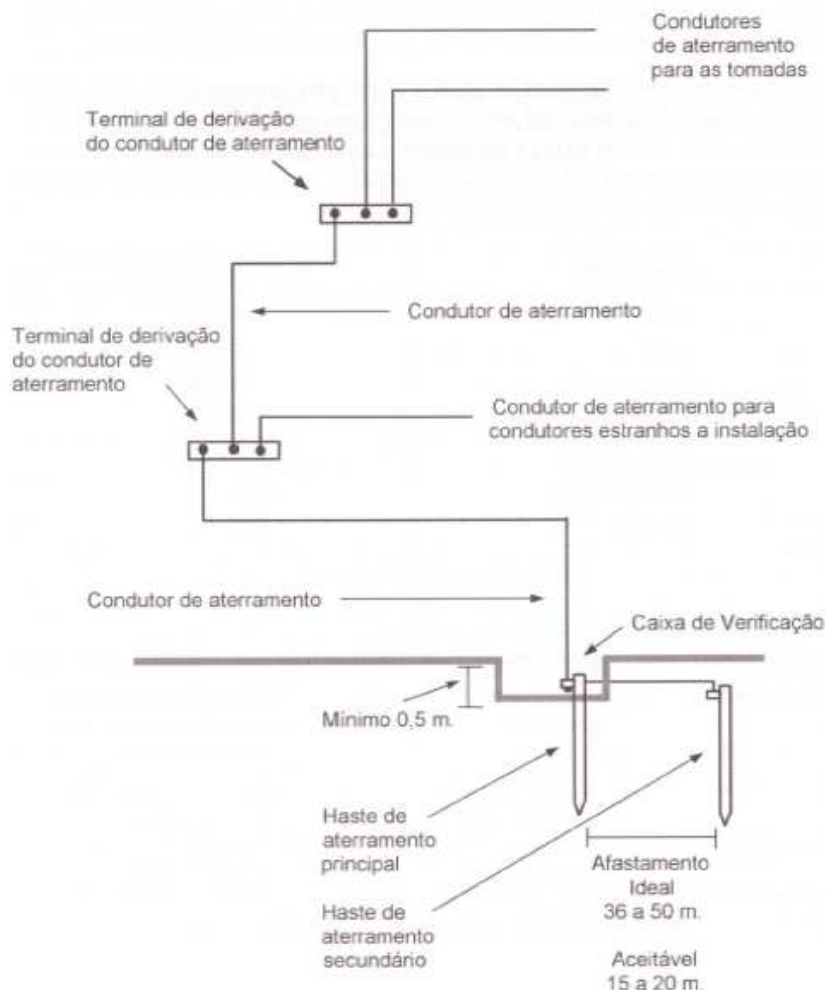 Condutores
de aterramento
para as tomadas
Terminal de derivação
do condutor de aterramento
Condutor de aterramento
Terminal de derivação
do condutor de
aterramento
Condutor de aterramento para
condutores estranhos a instalação
Condutor de aterramento
Caixa de Verificação
Mínimo 0,5 m.
Haste de
aterramento
principal
Afastamento
Ideal
36 a 50 m.
Haste de
aterramento
secundário
Aceitável
15 a 20 m.